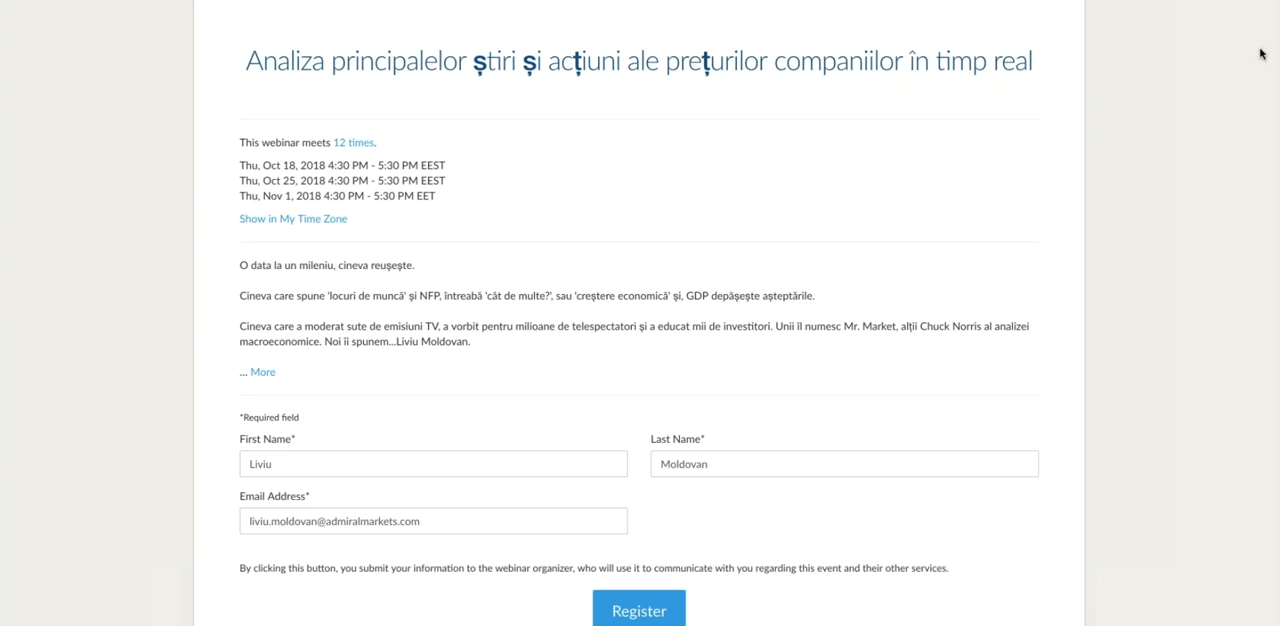 Analiza principalelor știri și acțiuni ale prețurilor companiilor în timp real
This webinar meets 12 times.
Thu, Oct 18, 2018 4:30 PM - 5:30 PM EEST
Thu, Oct 25, 2018 4:30 PM - 5:30 PM EEST
Thu, Nov 1, 2018 4:30 PM - 5:30 PM EET
Show in My Time Zone
O data la un mileniu, cineva reușește.
Cineva care spune 'locuri de muncă' și NFP, întreabă 'cât de multe?', sau 'creștere economică' și, GDP depășește așteptările.
Cineva care a moderat sute de emisiuni TV, a vorbit pentru milioane de telespectatori și a educat mii de investitori. Unii îl numesc Mr. Market, alții Chuck Norris al analizei
macroeconomice. Noi îi spunem...Liviu Moldovan.
... More
*Required field
First Name* Last Name*
Liviu Moldovan
Email Address*
liviu.moldovan@admiralmarkets.com
By clicking this button, you submit your information to the webinar organizer, who will use it to communicate with you regarding this event and their other services.
Register